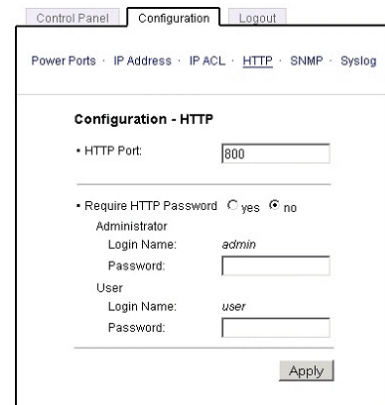 Control Panel Configuration Logout
Power Ports · IP Address · IP ACL · HTTP · SNMP · Syslog
Configuration - HTTP
• HTTP Port: 800
• Require HTTP Password yes no
Administrator
Login Name: admin
Password:
User
Login Name: user
Password:
Apply